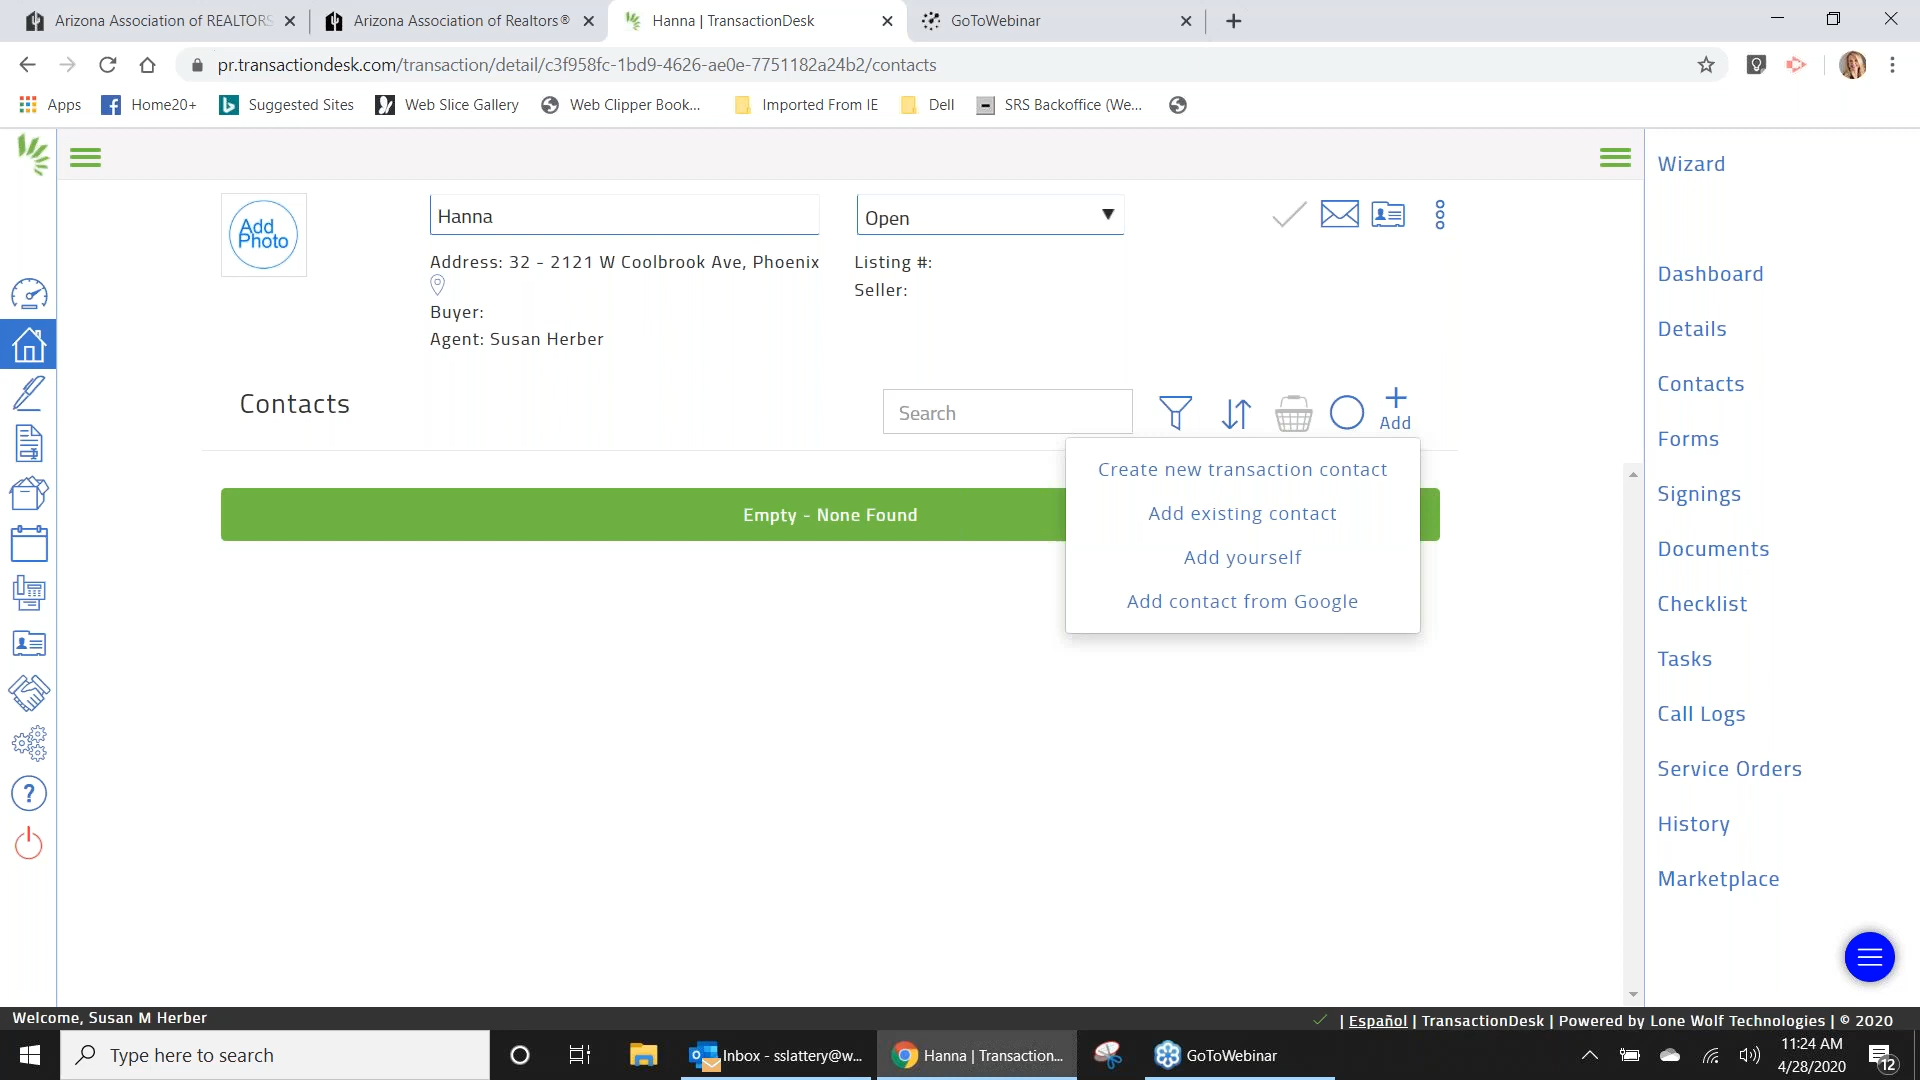 Arizona Association of REALTORS
Arizona Association of Realtors®
Hanna | TransactionDesk
GoToWebinar
pr.transactiondesk.com/transaction/detail/c3f958fc-1bd9-4626-ae0e-7751182a24b2/contacts
Apps
Home20+
Suggested Sites
Web Slice Gallery
Web Clipper Book...
Imported From IE
Dell
SRS Backoffice (We...
Add
Photo
Hanna
Open
Address: 32 - 2121 W Coolbrook Ave, Phoenix
Listing #:
Seller:
Buyer:
Agent: Susan Herber
Contacts
Search
Add
Create new transaction contact
Add existing contact
Add yourself
Add contact from Google
Empty - None Found
Wizard
Dashboard
Details
Contacts
Forms
Signings
Documents
Checklist
Tasks
Call Logs
Service Orders
History
Marketplace
Welcome, Susan M Herber
| Español | TransactionDesk | Powered by Lone Wolf Technologies | © 2020
Type here to search
Inbox - sslattery@w...
Hanna | Transaction...
GoToWebinar
11:24 AM
4/28/2020
12